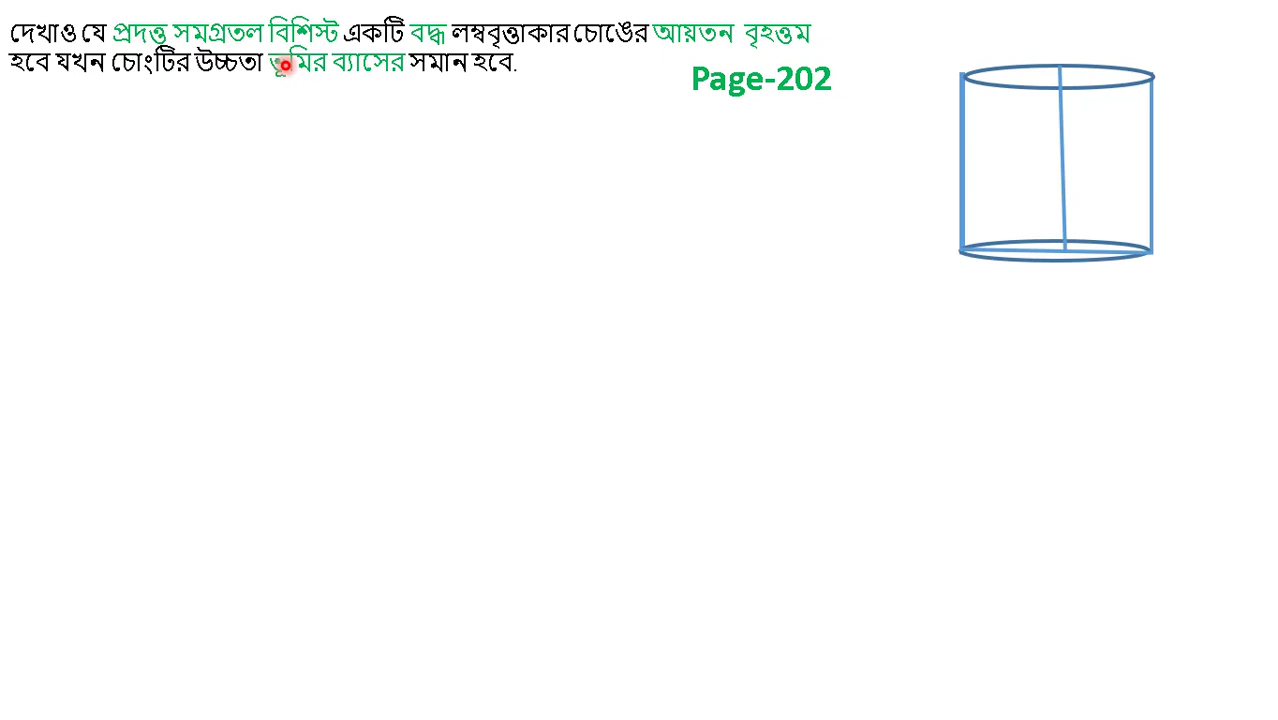 দেখাও যে প্রদত্ত সমগ্রতল বিশিস্ট একটি বদ্ধ লম্ববৃত্তাকার চোঙের আয়তন বৃহত্তম
হবে যখন চোংটির উচ্চতা ভূমির ব্যাসের সমান হবে.
Page-202